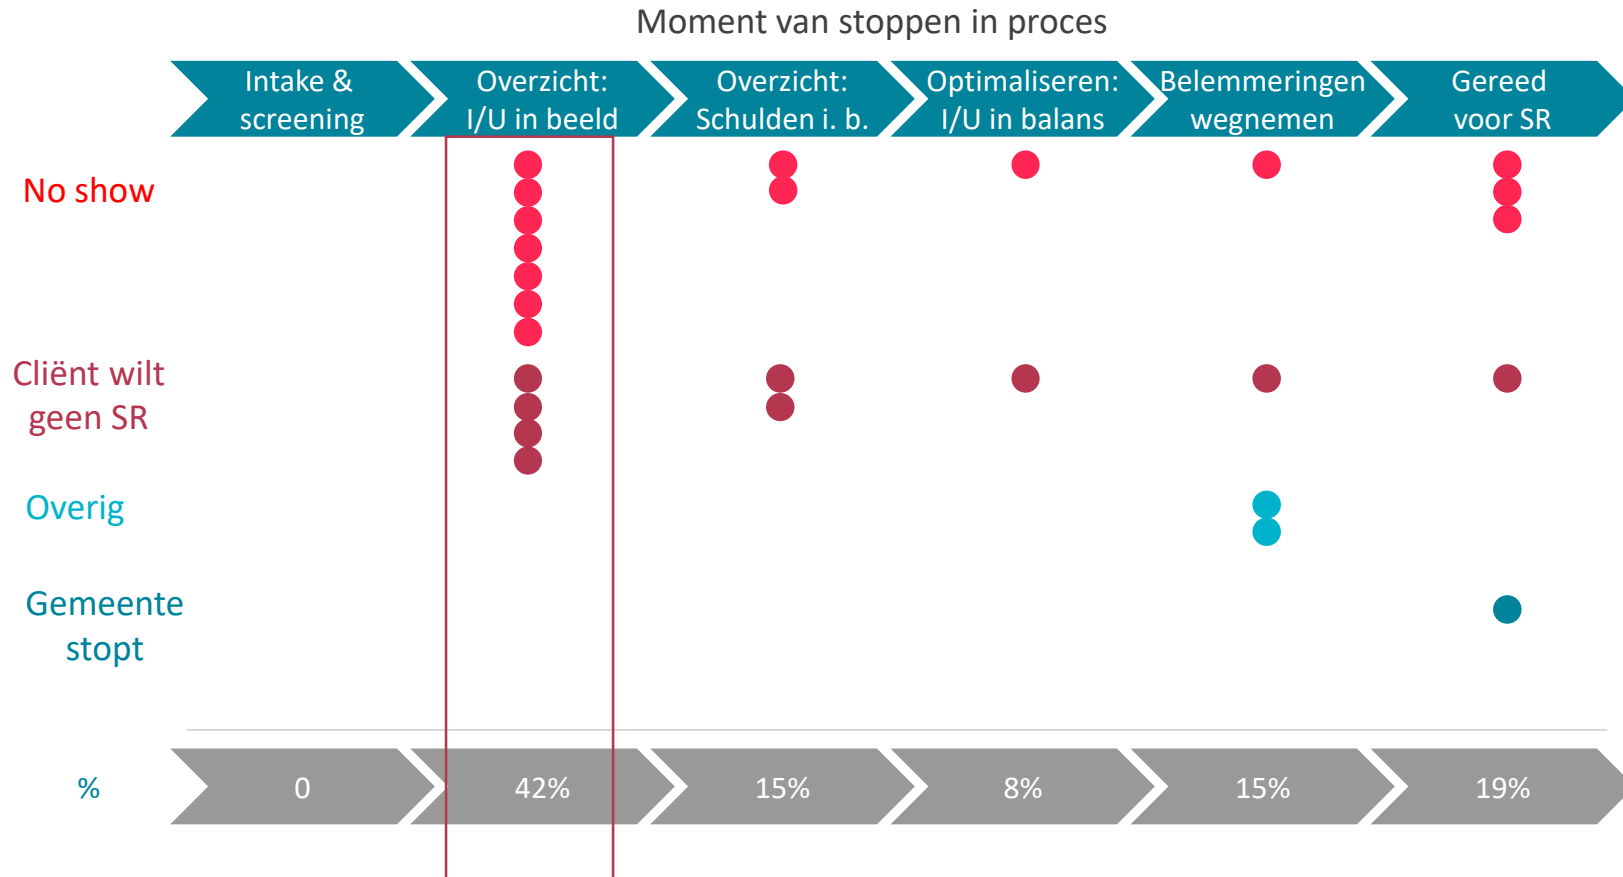 Moment van stoppen in proces
Intake &
screening
Overzicht:
I/U in beeld
Overzicht:
Schulden i. b.
Optimaliseren:
I/U in balans
Belemmeringen
wegnemen
Gereed
voor SR
No show
Cliënt wilt
geen SR
Overig
Gemeente
stopt
%
0
42%
15%
8%
15%
19%